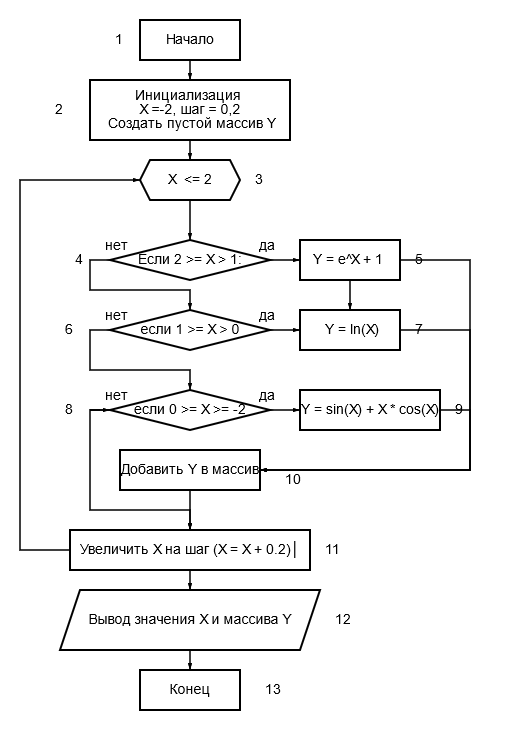 1 Начало
2 Инициализация
X =-2, шаг = 0,2
Создать пустой массив Y
X <= 2 3
нет да
4 Если 2 >= X > 1: Y = e^X + 1 5
нет да
6 если 1 >= X > 0 Y = ln(X) 7
нет да
8 если 0 >= X >= -2 Y = sin(X) + X * cos(X) 9
Добавить Y в массив 10
Увеличить X на шаг (X = X + 0.2) 11
Вывод значения X и массива Y 12
Конец 13